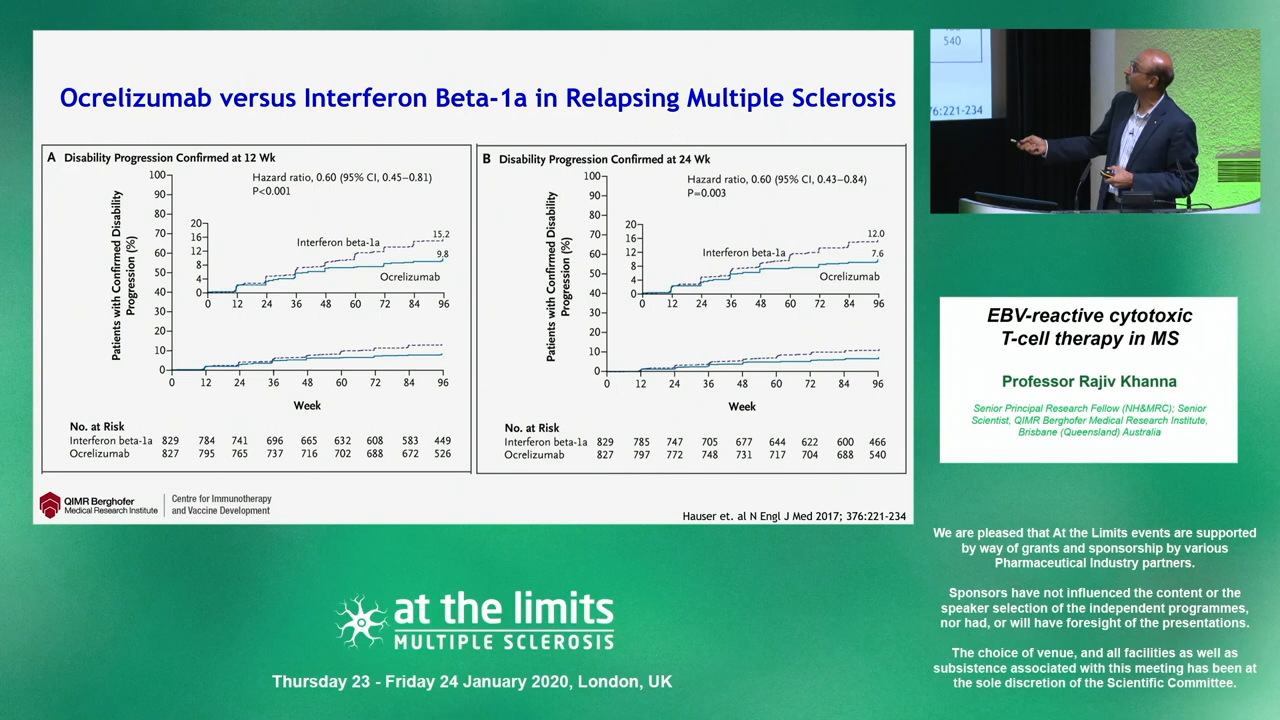 Ocrelizumab versus Interferon Beta-1a in Relapsing Multiple Sclerosis
A Disability Progression Confirmed at 12 Wk
Patients with Confirmed Disability
Progression (%)
100
90
80
70
60
50
40
30
20
10
0
Hazard ratio, 0.60 (95% CI, 0.45–0.81)
P<0.001
20
16
12
8
4
0
Interferon beta-1a
15.2
9.8
Ocrelizumab
0 12 24 36 48 60 72 84 96
0 12 24 36 48 60 72 84 96
Week
No. at Risk
Interferon beta-1a 829 784 741 696 665 632 608 583 449
Ocrelizumab 827 795 765 737 716 702 688 672 526
B Disability Progression Confirmed at 24 Wk
Patients with Confirmed Disability
Progression (%)
100
90
80
70
60
50
40
30
20
10
0
Hazard ratio, 0.60 (95% CI, 0.43–0.84)
P=0.003
20
16
12
8
4
0
Interferon beta-1a
12.0
7.6
Ocrelizumab
0 12 24 36 48 60 72 84 96
0 12 24 36 48 60 72 84 96
Week
No. at Risk
Interferon beta-1a 829 785 747 705 677 644 622 600 466
Ocrelizumab 827 797 772 748 731 717 704 688 540
QIMR Berghofer
Medical Research Institute
Centre for Immunotherapy
and Vaccine Development
Hauser et. al N Engl J Med 2017; 376:221-234
540
76:221-234
EBV-reactive cytotoxic
T-cell therapy in MS
Professor Rajiv Khanna
Senior Principal Research Fellow (NH&MRC); Senior
Scientist, QIMR Berghofer Medical Research Institute,
Brisbane (Queensland) Australia
We are pleased that At the Limits events are supported
by way of grants and sponsorship by various
Pharmaceutical Industry partners.
Sponsors have not influenced the content or the
speaker selection of the independent programmes,
nor had, or will have foresight of the presentations.
The choice of venue, and all facilities as well as
subsistence associated with this meeting has been at
the sole discretion of the Scientific Committee.
at the limits
MULTIPLE SCLEROSIS
Thursday 23 - Friday 24 January 2020, London, UK